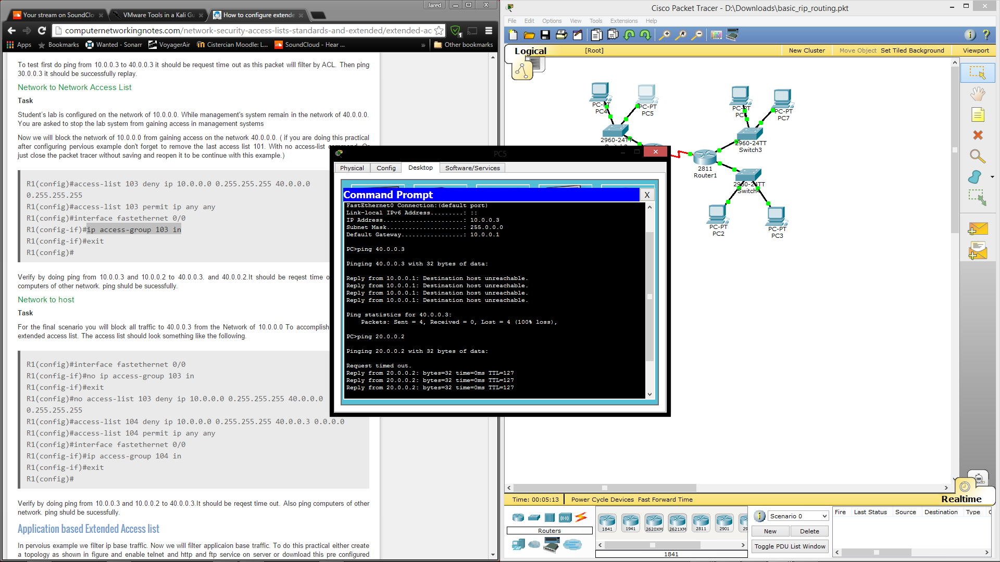 Jared
Your stream on SoundClo
VMware Tools in a Kali Gu
How to configure extende
computernetworkingnotes.com/network-security-access-lists-standards-and-extended/extended-ac
Apps
Bookmarks
Wanted - Sonarr
VoyagerAir
Cistercian Moodle: L...
SoundCloud - Hear ...
»
Other bookmarks
To test first do ping from 10.0.0.3 to 40.0.0.3 it should be request time out as this packet will filter by ACL. Then ping
30.0.0.3 it should be successfully replay.
Network to Network Access List
Task
Student's lab is configured on the network of 10.0.0.0. While management's system remain in the network of 40.0.0.0.
You are asked to stop the lab system from gaining access in management systems
Now we will block the network of 10.0.0.0 from gaining access on the network 40.0.0.0. ( if you are doing this practical
after configuring pervious example don't forget to remove the last access list 101. With no access-list command. Or
just close the packet tracer without saving and reopen it to be continue with this example.)
R1(config)#access-list 103 deny ip 10.0.0.0 0.255.255.255 40.0.0.0
0.255.255.255
R1(config)#access-list 103 permit ip any any
R1(config)#interface fastethernet 0/0
R1(config-if)#ip access-group 103 in
R1(config-if)#exit
R1(config)#
Verify by doing ping from 10.0.0.3 and 10.0.0.2 to 40.0.0.3. and 40.0.0.2.It should be reqest time o
computers of other network. ping shuld be sucessfully.
Network to host
Task
For the final scenario you will block all traffic to 40.0.0.3 from the Network of 10.0.0.0 To accomplish
extended access list. The access list should look something like the following.
R1(config)#interface fastethernet 0/0
R1(config-if)#no ip access-group 103 in
R1(config-if)#exit
R1(config)#no access-list 103 deny ip 10.0.0.0 0.255.255.255 40.0.0.0
0.255.255.255
R1(config)#access-list 104 deny ip 10.0.0.0 0.255.255.255 40.0.0.3 0.0.0.0
R1(config)#access-list 104 permit ip any any
R1(config)#interface fastethernet 0/0
R1(config-if)#ip access-group 104 in
R1(config-if)#exit
R1(config)#
Verify by doing ping from 10.0.0.3 and 10.0.0.2 to 40.0.0.3.It should be reqest time out. Also ping computers of other
network. ping shuld be sucessfully.
Application based Extended Access list
In pervoius example we filter ip base traffic. Now we will filter applicaion base traffic. To do this practical either create
a topology as shown in figure and enable telnet and http and ftp service on server or download this pre configured
PC5
Physical
Config
Desktop
Software/Services
Command Prompt
X
FastEthernet0 Connection:(default port)
Link-local IPv6 Address.........: ::
IP Address......................: 10.0.0.3
Subnet Mask.....................: 255.0.0.0
Default Gateway.................: 10.0.0.1
PC>ping 40.0.0.3
Pinging 40.0.0.3 with 32 bytes of data:
Reply from 10.0.0.1: Destination host unreachable.
Reply from 10.0.0.1: Destination host unreachable.
Reply from 10.0.0.1: Destination host unreachable.
Reply from 10.0.0.1: Destination host unreachable.
Ping statistics for 40.0.0.3:
Packets: Sent = 4, Received = 0, Lost = 4 (100% loss),
PC>ping 20.0.0.2
Pinging 20.0.0.2 with 32 bytes of data:
Request timed out.
Reply from 20.0.0.2: bytes=32 time=0ms TTL=127
Reply from 20.0.0.2: bytes=32 time=0ms TTL=127
Reply from 20.0.0.2: bytes=32 time=0ms TTL=127
Cisco Packet Tracer - D:\Downloads\basic_rip_routing.pkt
File
Edit
Options
View
Tools
Extensions
Help
Logical
[Root]
New Cluster
Move Object
Set Tiled Background
Viewport
PC-PT
PC4
PC-PT
PC5
2960-24TT
PC-PT
PC-PT
PC7
2960-24TT
Switch3
2811
Router1
2960-24TT
Switch4
PC-PT
PC2
PC-PT
PC3
Time: 00:05:13
Power Cycle Devices
Fast Forward Time
Realtime
Routers
1841
1941
2620XM
2621XM
2811
2901
29
1841
Scenario 0
New
Delete
Toggle PDU List Window
Fire
Last Status
Source
Destination
Type